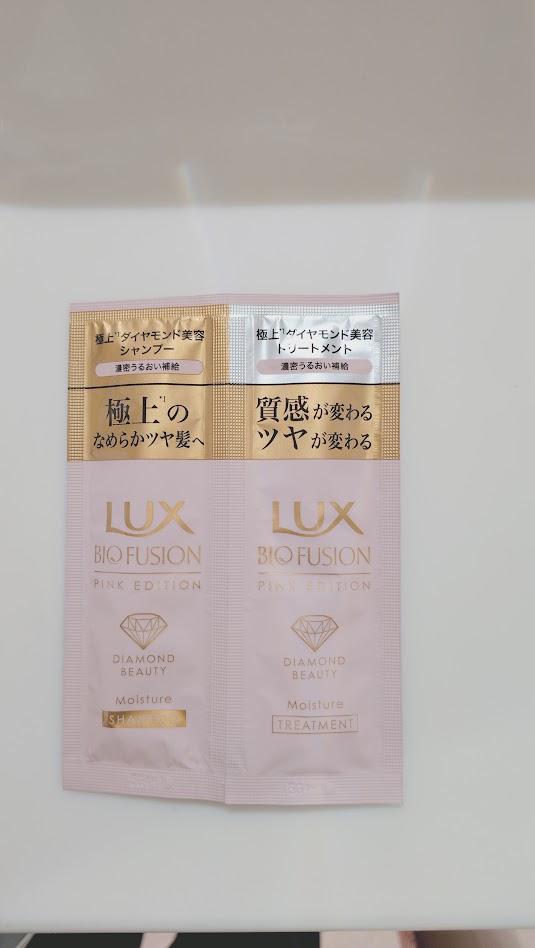 極上*1ダイヤモンド美容
シャンプー
濃密うるおい補給
極上*1の
なめらかツヤ髪へ
LUX
BIO FUSION
PINK EDITION
DIAMOND
BEAUTY
Moisture
SHAMPOO
極上*1ダイヤモンド美容
トリートメント
濃密うるおい補給
質感が変わる
ツヤが変わる
LUX
BIO FUSION
PINK EDITION
DIAMOND
BEAUTY
Moisture
TREATMENT